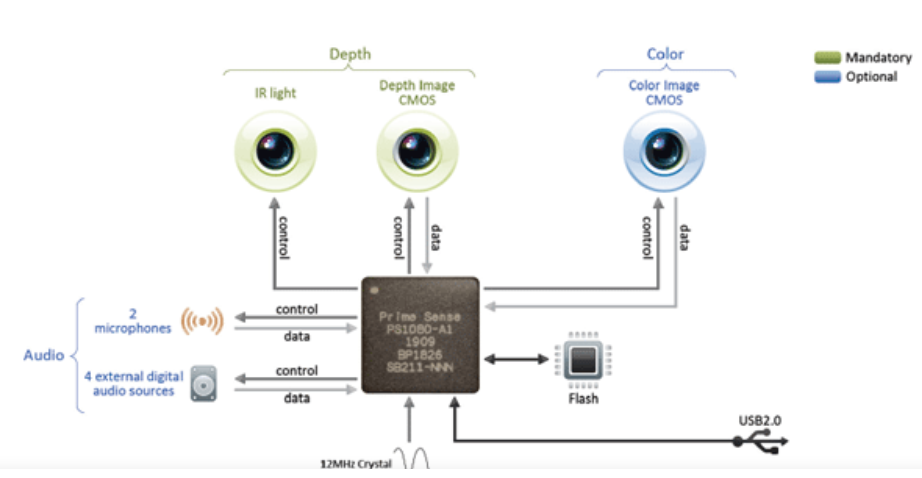 Depth
Color
Mandatory
Optional
IR light
Depth Image
CMOS
Color Image
CMOS
control
control
data
control
data
Audio
2
microphones
control
data
Prime Sense
PS1080-A1
1909
BP1826
SB211-NNN
4 external digital
audio sources
control
data
Flash
USB2.0
12MHz Crystal